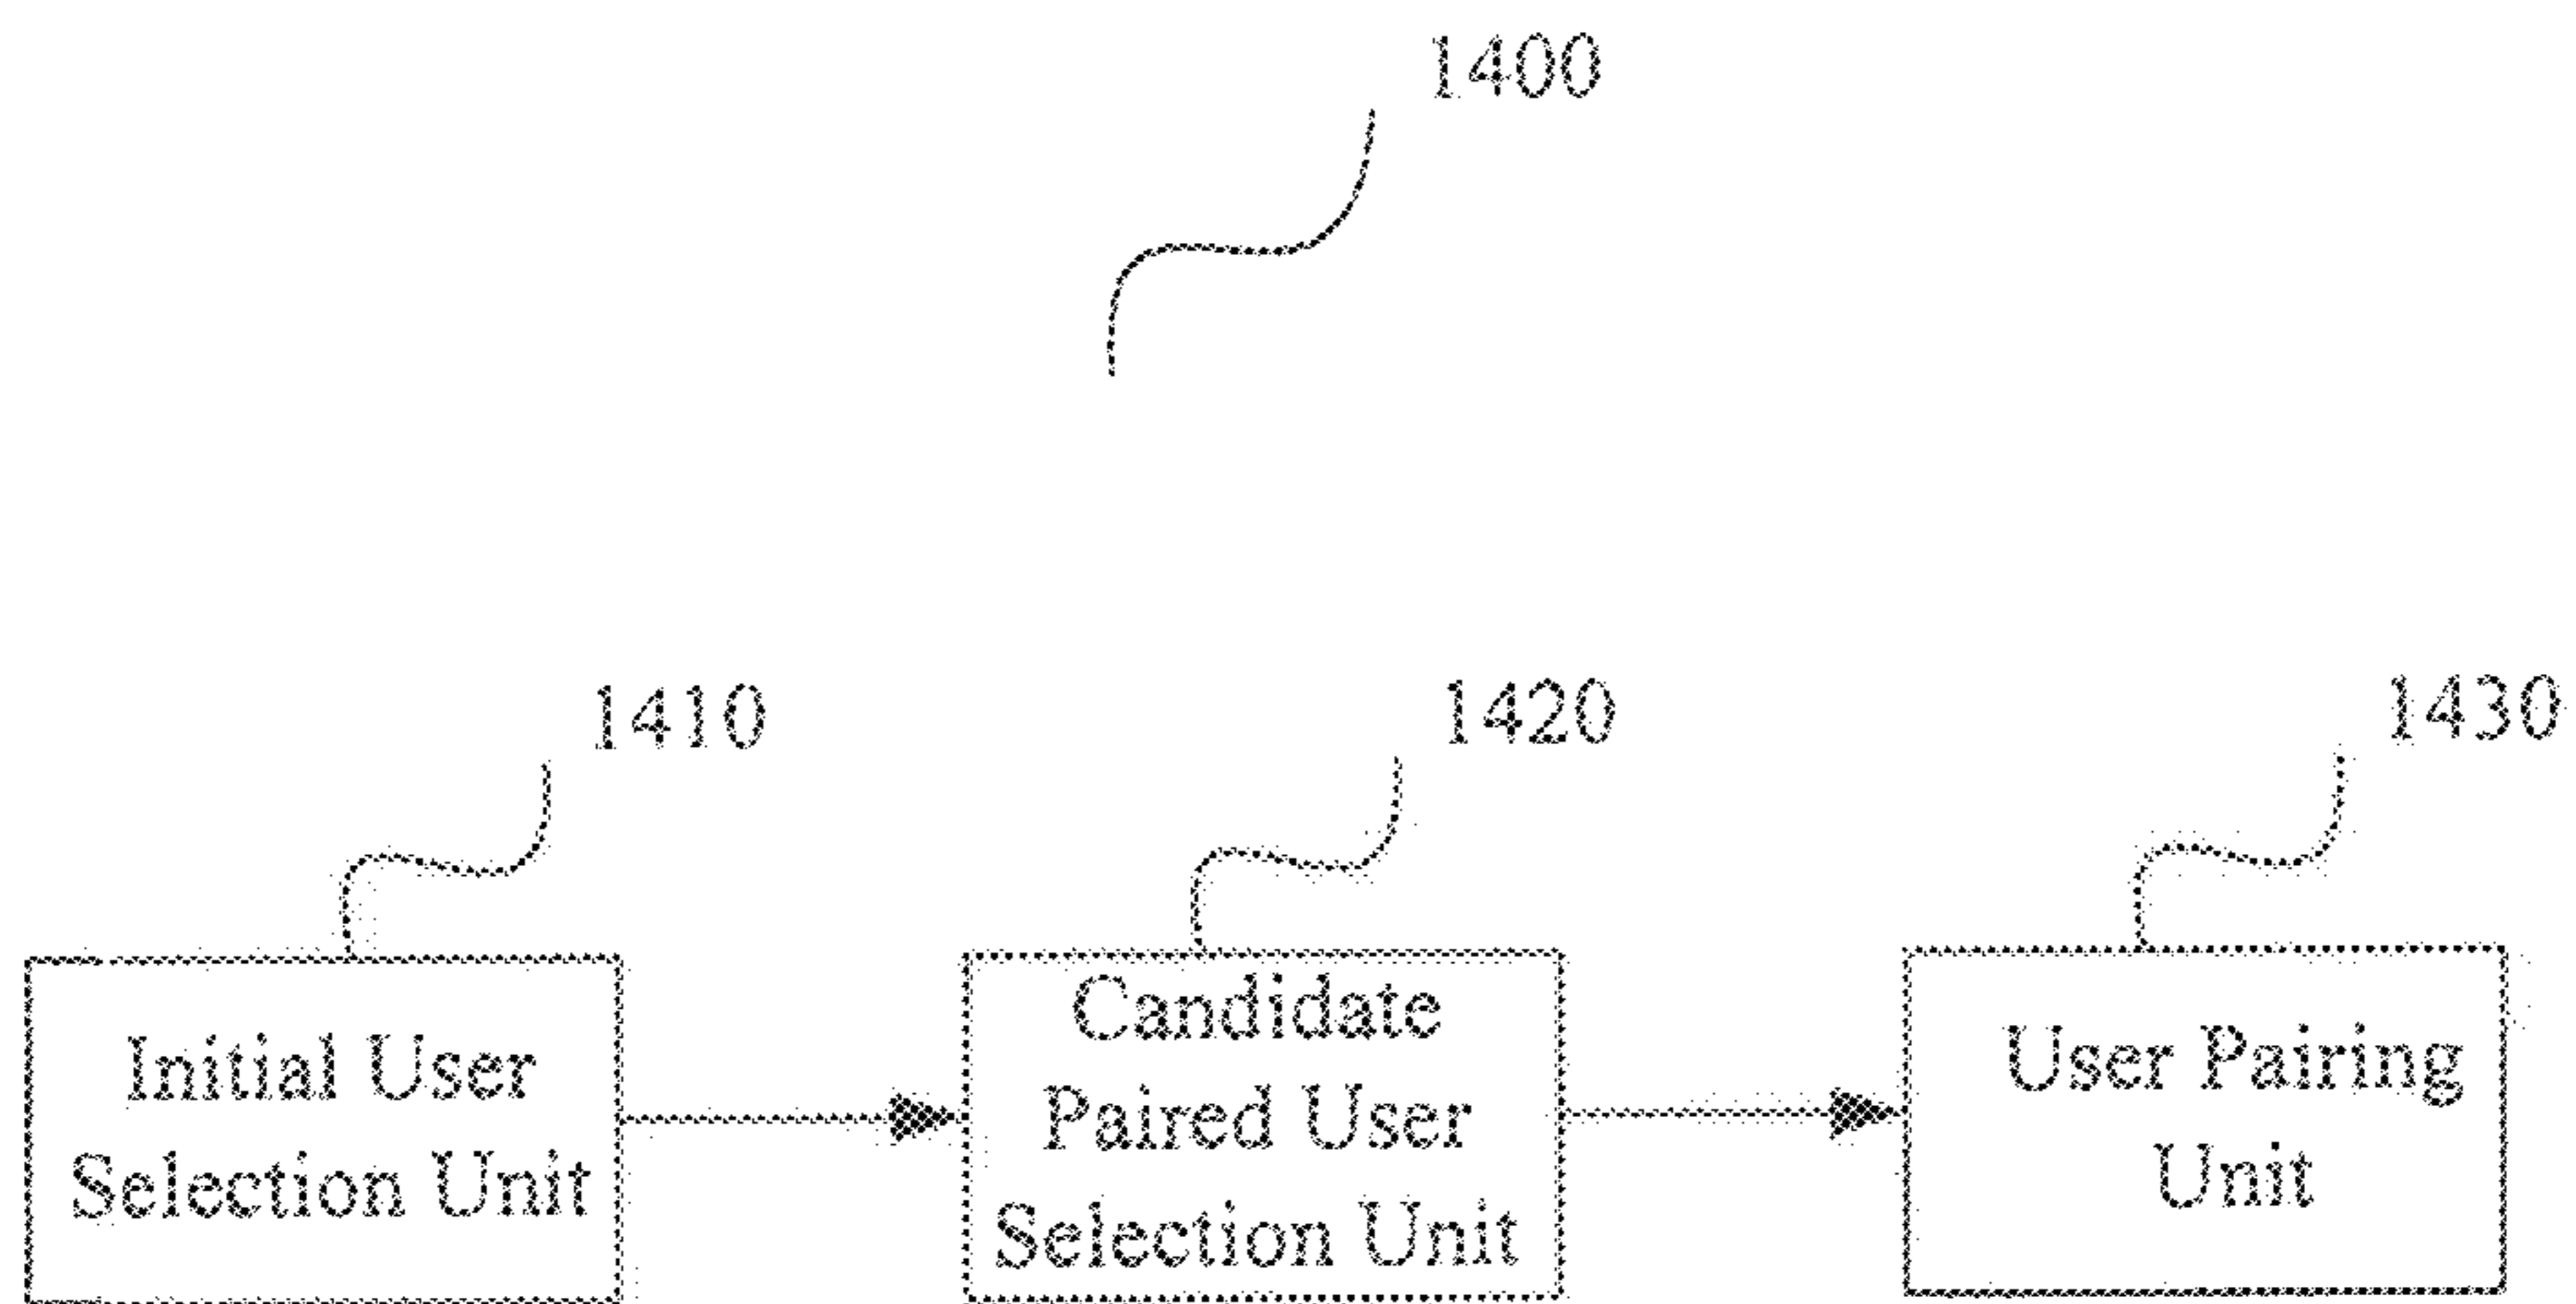 1400
1410
1420
1430
Initial User
Selection Unit
Candidate
Paired User
Selection Unit
User Pairing
Unit